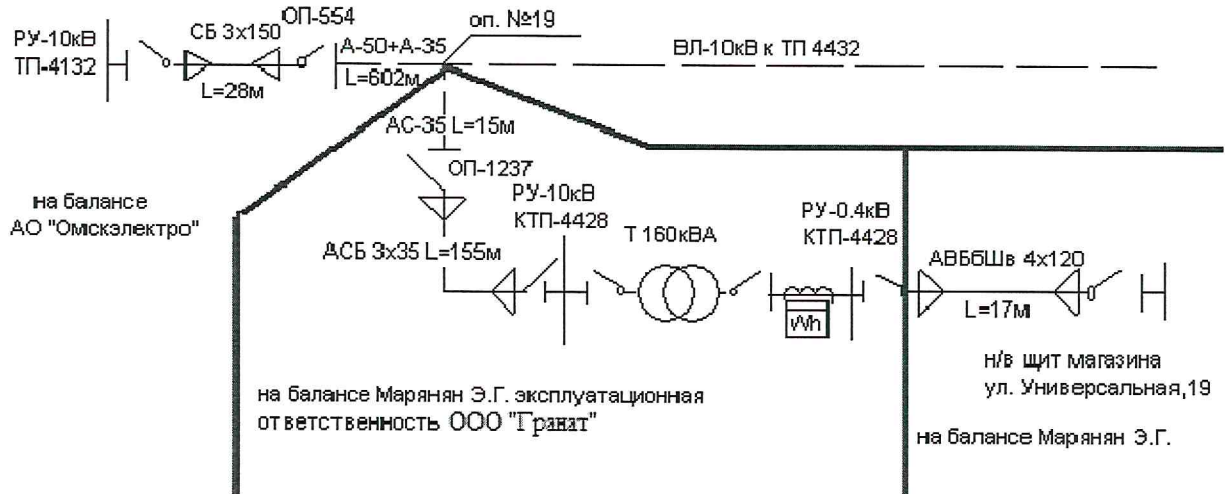 РУ-10кВ
ТП-4132
СБ 3х150
L=28м
ОП-554
А-50+А-35
L=602м
оп. №19
ВЛ-10кВ к ТП 4432
АС-35 L=15м
ОП-1237
на балансе
АО "Омскэлектро"
АСБ 3х35 L=155м
РУ-10кВ
КТП-4428
Т 160кВА
Wh
РУ-0.4кВ
КТП-4428
АВБбШв 4х120
L=17м
н/в щит магазина
ул. Универсальная,19
на балансе Марянян Э.Г. эксплуатационная
ответственность ООО "Гранат"
на балансе Марянян Э.Г.